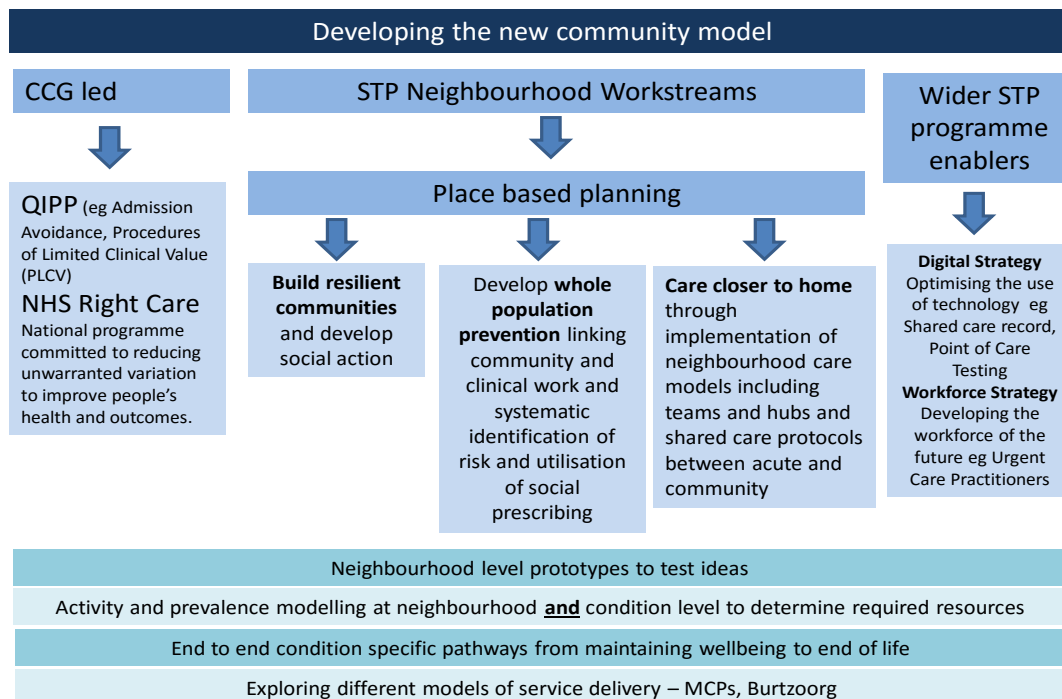 Developing the new community model
CCG led
QIPP (eg Admission
Avoidance, Procedures
of Limited Clinical Value
(PLCV)
NHS Right Care
National programme
committed to reducing
unwarranted variation
to improve people’s
health and outcomes.
STP Neighbourhood Workstreams
Place based planning
Build resilient
communities
and develop
social action
Develop whole
population
prevention linking
community and
clinical work and
systematic
identification of
risk and utilisation
of social
prescribing
Care closer to home
through
implementation of
neighbourhood care
models including
teams and hubs and
shared care protocols
between acute and
community
Wider STP
programme
enablers
Digital Strategy
Optimising the use
of technology eg
Shared care record,
Point of Care
Testing
Workforce Strategy
Developing the
workforce of the
future eg Urgent
Care Practitioners
Neighbourhood level prototypes to test ideas
Activity and prevalence modelling at neighbourhood and condition level to determine required resources
End to end condition specific pathways from maintaining wellbeing to end of life
Exploring different models of service delivery – MCPs, Burtzoorg